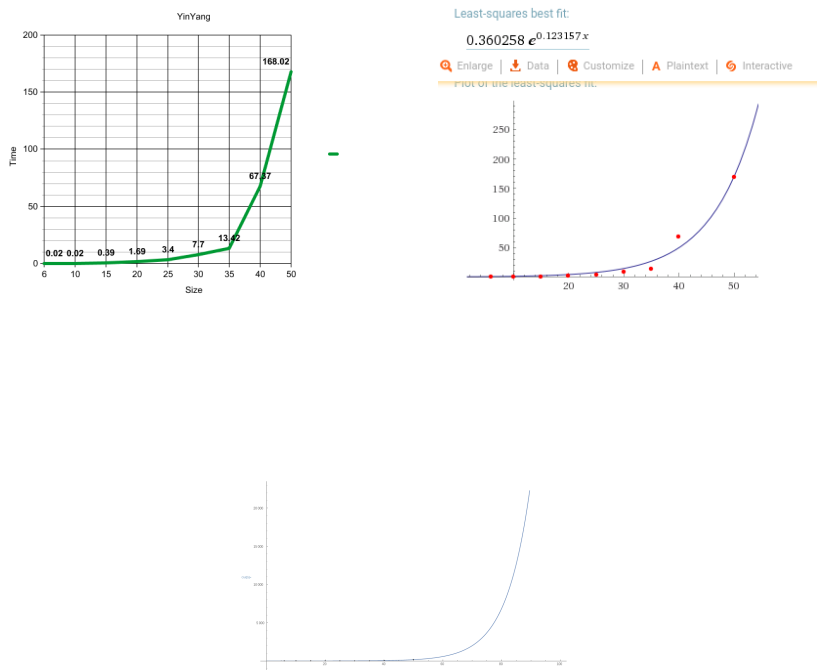 YinYang
200
150
100
50
0
Time
168.02
67.37
13.42
7.7
3.4
1.69
0.39
0.02 0.02
6 10 15 20 25 30 35 40 50
Size
Least-squares best fit:
0.360258 e^0.123157x
Enlarge | Data | Customize | Plaintext | Interactive
Plot of the least-squares fit:
250
200
150
100
50
20 30 40 50